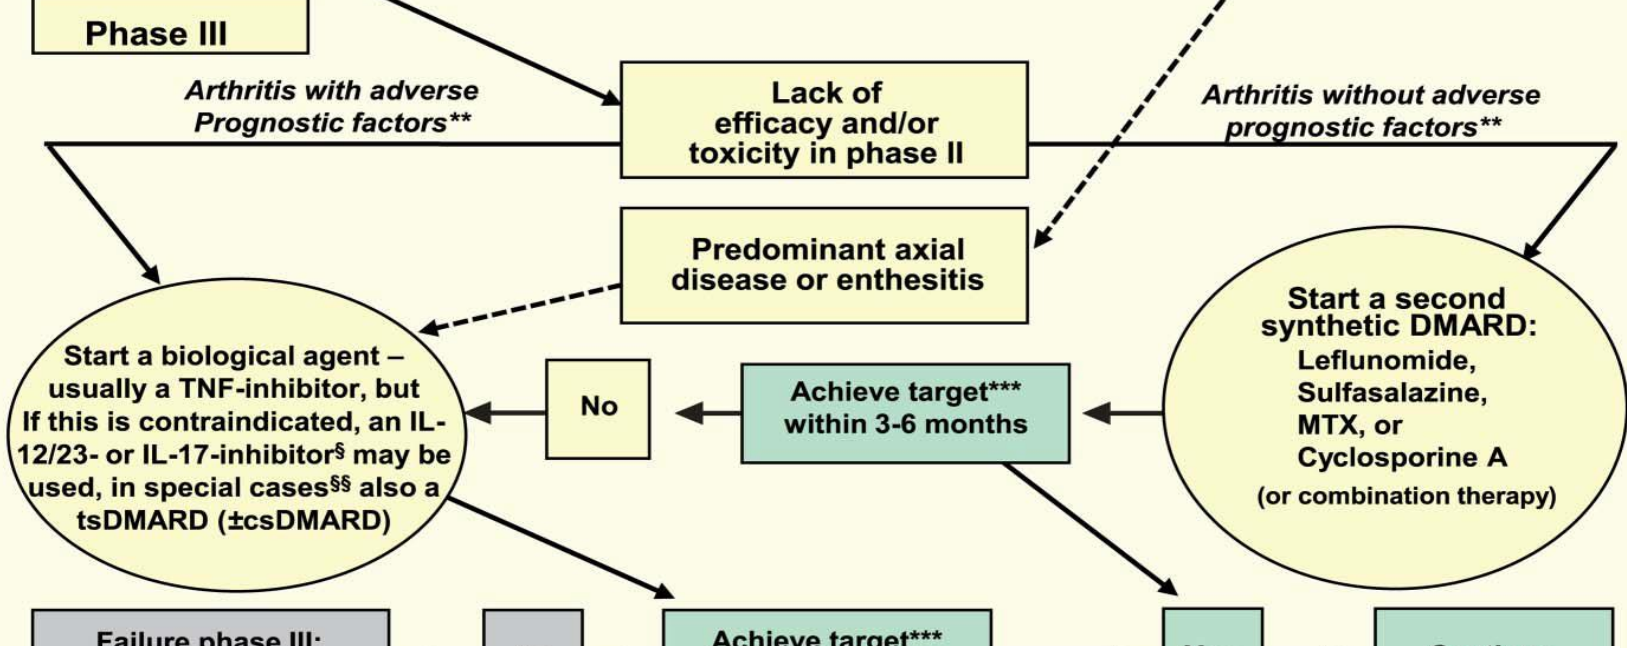 Phase III
Arthritis with adverse
Prognostic factors**
Lack of
efficacy and/or
toxicity in phase II
Arthritis without adverse
prognostic factors**
Predominant axial
disease or enthesitis
Start a biological agent –
usually a TNF-inhibitor, but
If this is contraindicated, an IL-
12/23- or IL-17-inhibitor§ may be
used, in special cases§§ also a
tsDMARD (±csDMARD)
No
Achieve target***
within 3-6 months
Start a second
synthetic DMARD:
Leflunomide,
Sulfasalazine,
MTX, or
Cyclosporine A
(or combination therapy)
Failure phase III:
Achieve target***